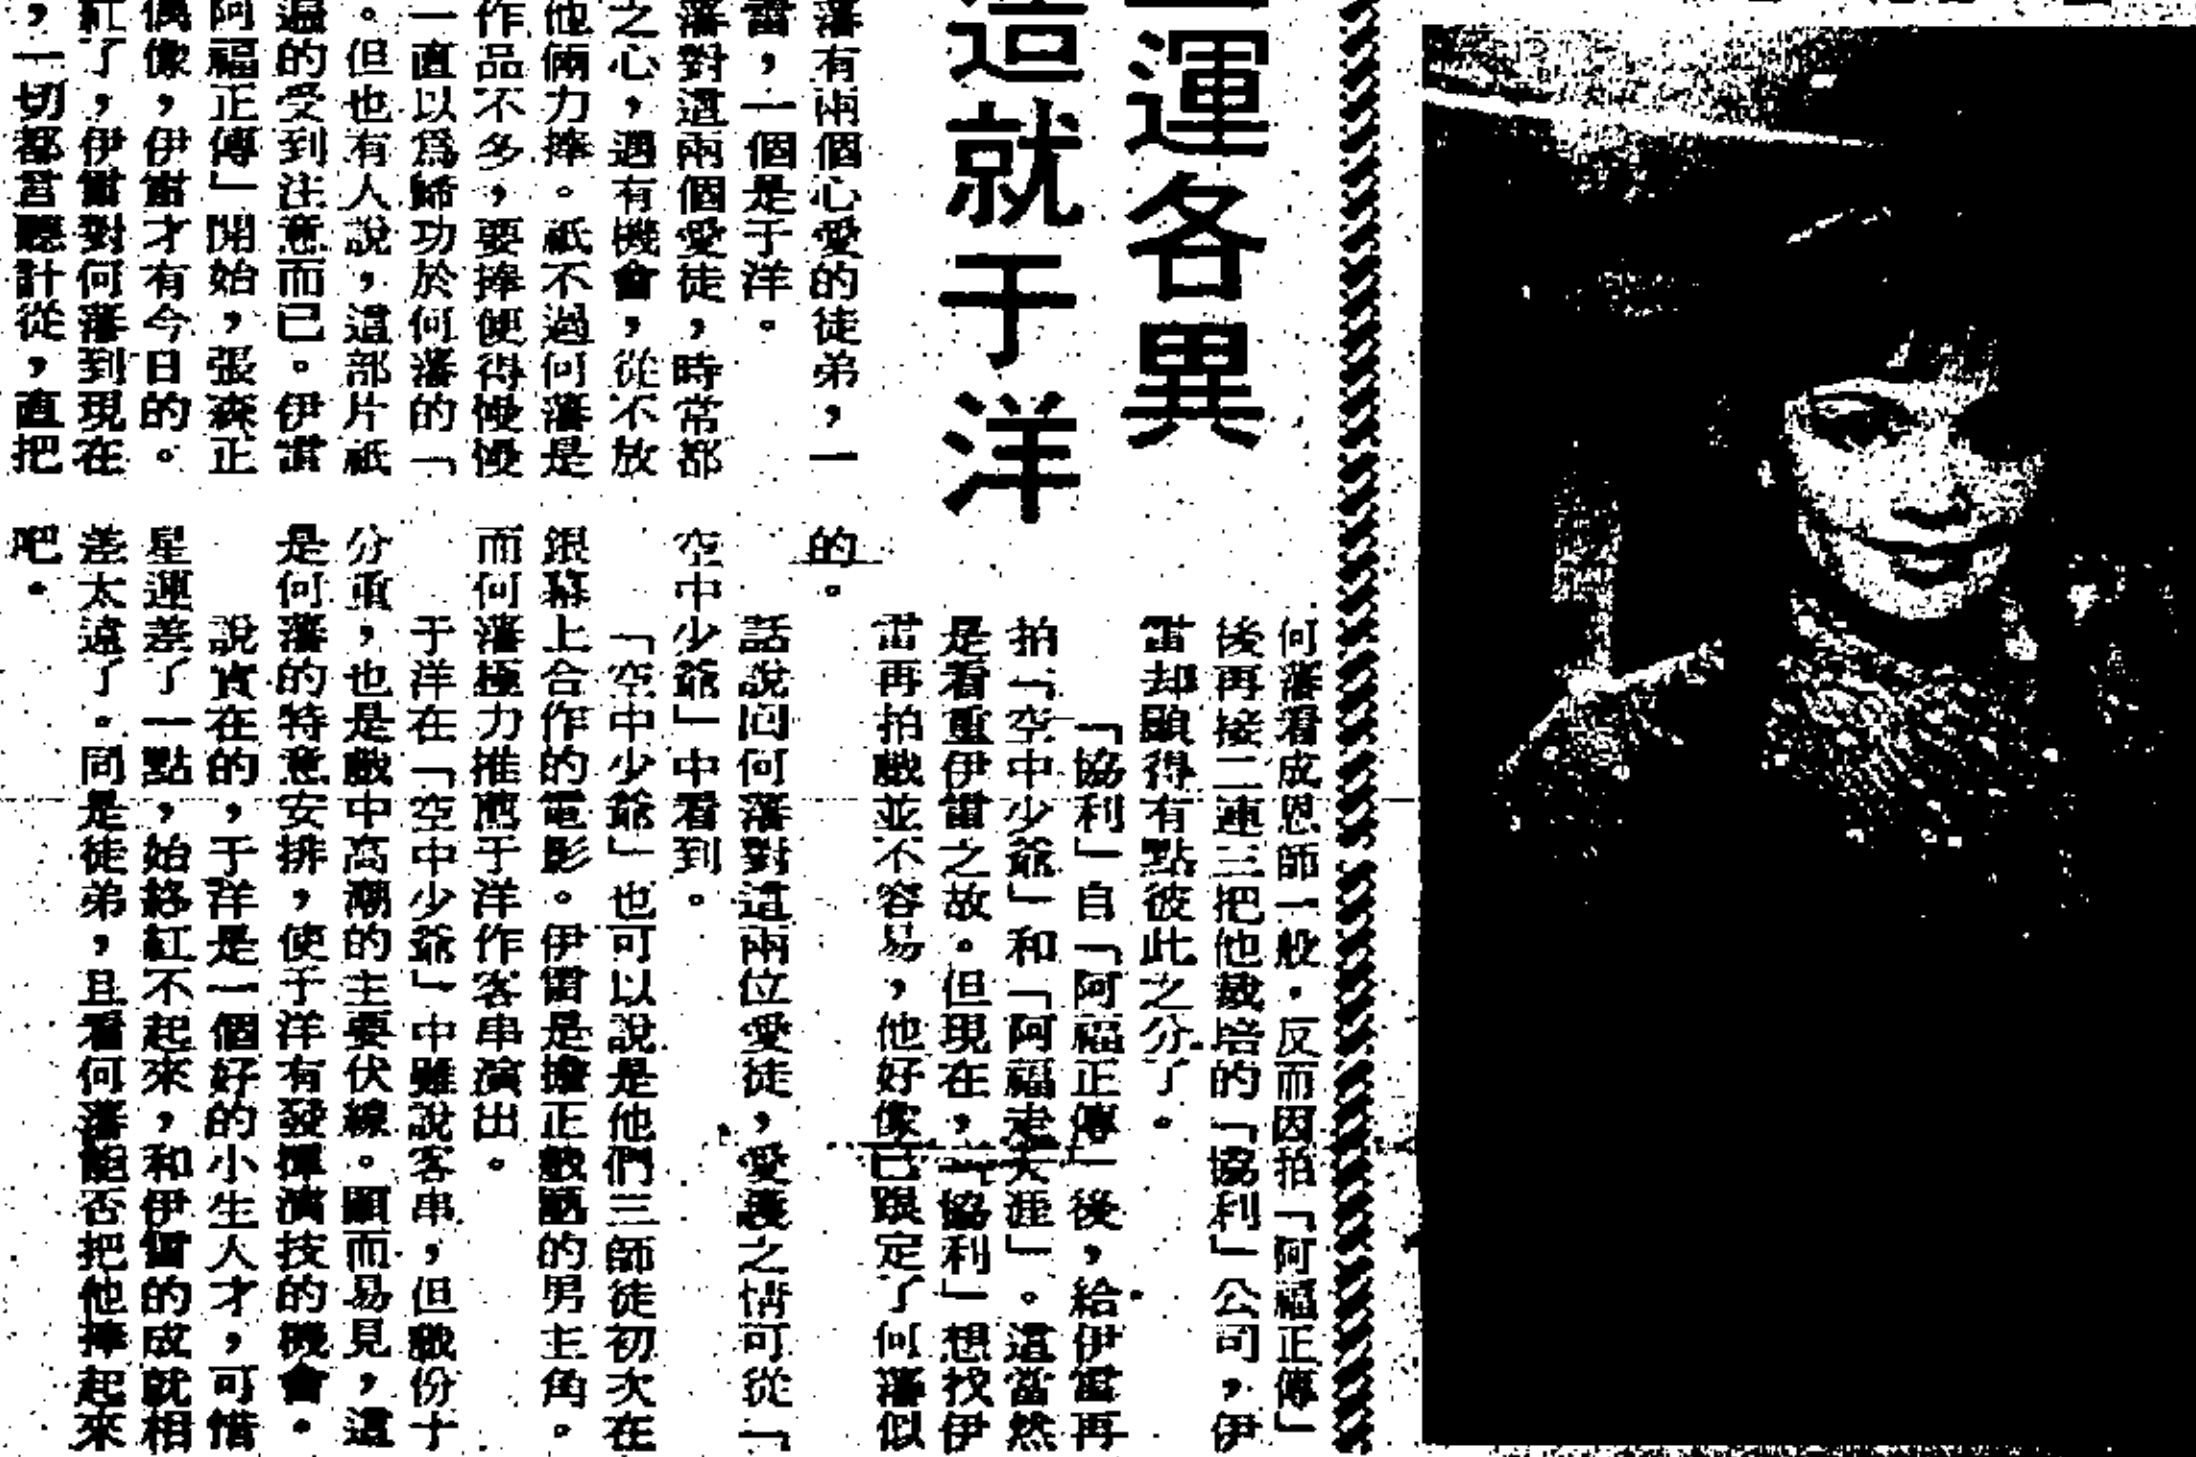 運各異
造就于洋
藩有兩個心愛的徒弟，一
雷，一個是于洋。
藩對這兩個愛徒，時常都
之心，遇有機會，從不放
他倆力捧。祇不過何藩是
作品不多，要捧便得慢慢
一直以爲歸功於何藩的「
。但也有人說，這部片祇
遍的受到注意而已。伊雷
阿福正傳」開始，張森正
偶像，伊雷才有今日的。
紅了，伊雷對何藩到現在
，一切都言聽計從，直把
何藩看成恩師一般，反而因拍「阿福正傳」
後再接二連三把他栽培的「協利」公司，伊
雷却顯得有點彼此之分了。
「協利」自「阿福正傳」後，給伊雷再
拍「空中少爺」和「阿福走天涯」。這當然
是看重伊雷之故。但現在，「協利」想找伊
雷再拍戲並不容易，他好像已跟定了何藩似
的。
話說回何藩對這兩位愛徒，愛護之情可從「
空中少爺」中看到。
「空中少爺」也可以說是他們三師徒初次在
銀幕上合作的電影。伊雷是擔正戲匭的男主角。
而何藩極力推薦于洋作客串演出。
于洋在「空中少爺」中雖說客串，但戲份十
分重，也是戲中高潮的主要伏線。顯而易見，這
是何藩的特意安排，使于洋有發揮演技的機會。
說實在的，于洋是一個好的小生人才，可惜
星運差了一點，始終紅不起來，和伊雷的成就相
差太遠了。同是徒弟，且看何藩能否把他捧起來
吧。